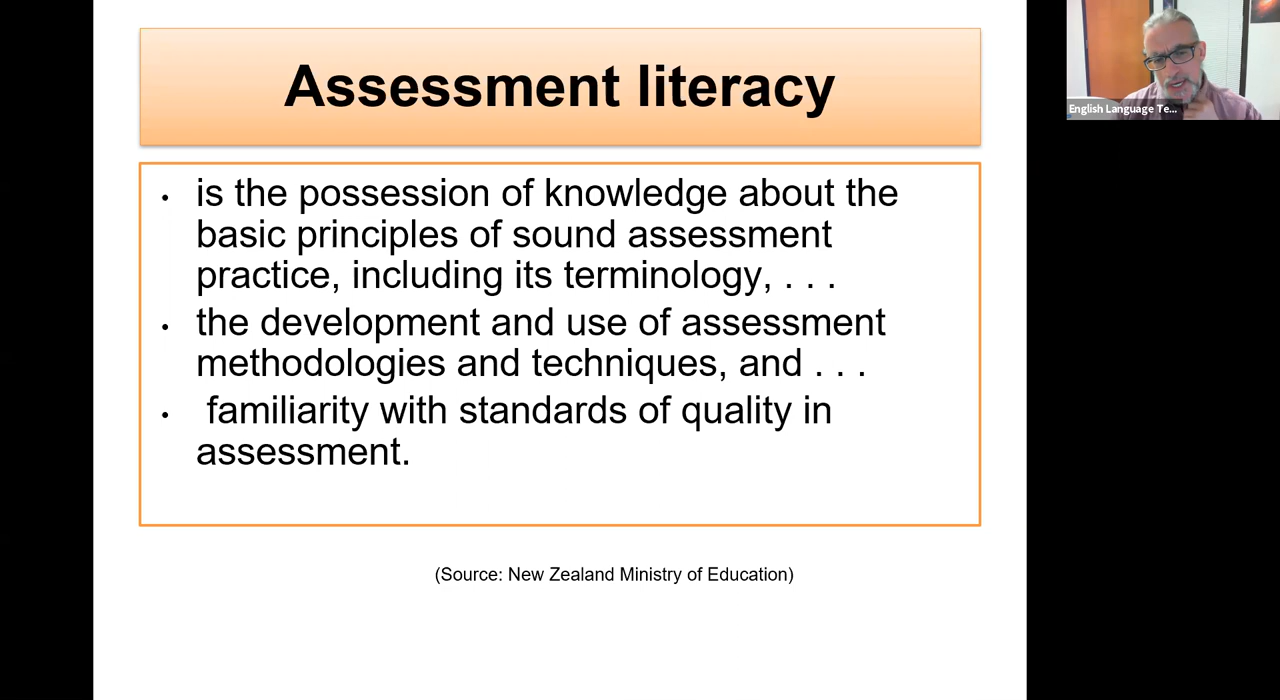 Assessment literacy
English Language Te...
• is the possession of knowledge about the
basic principles of sound assessment
practice, including its terminology, . . .
• the development and use of assessment
methodologies and techniques, and . . .
• familiarity with standards of quality in
assessment.
(Source: New Zealand Ministry of Education)